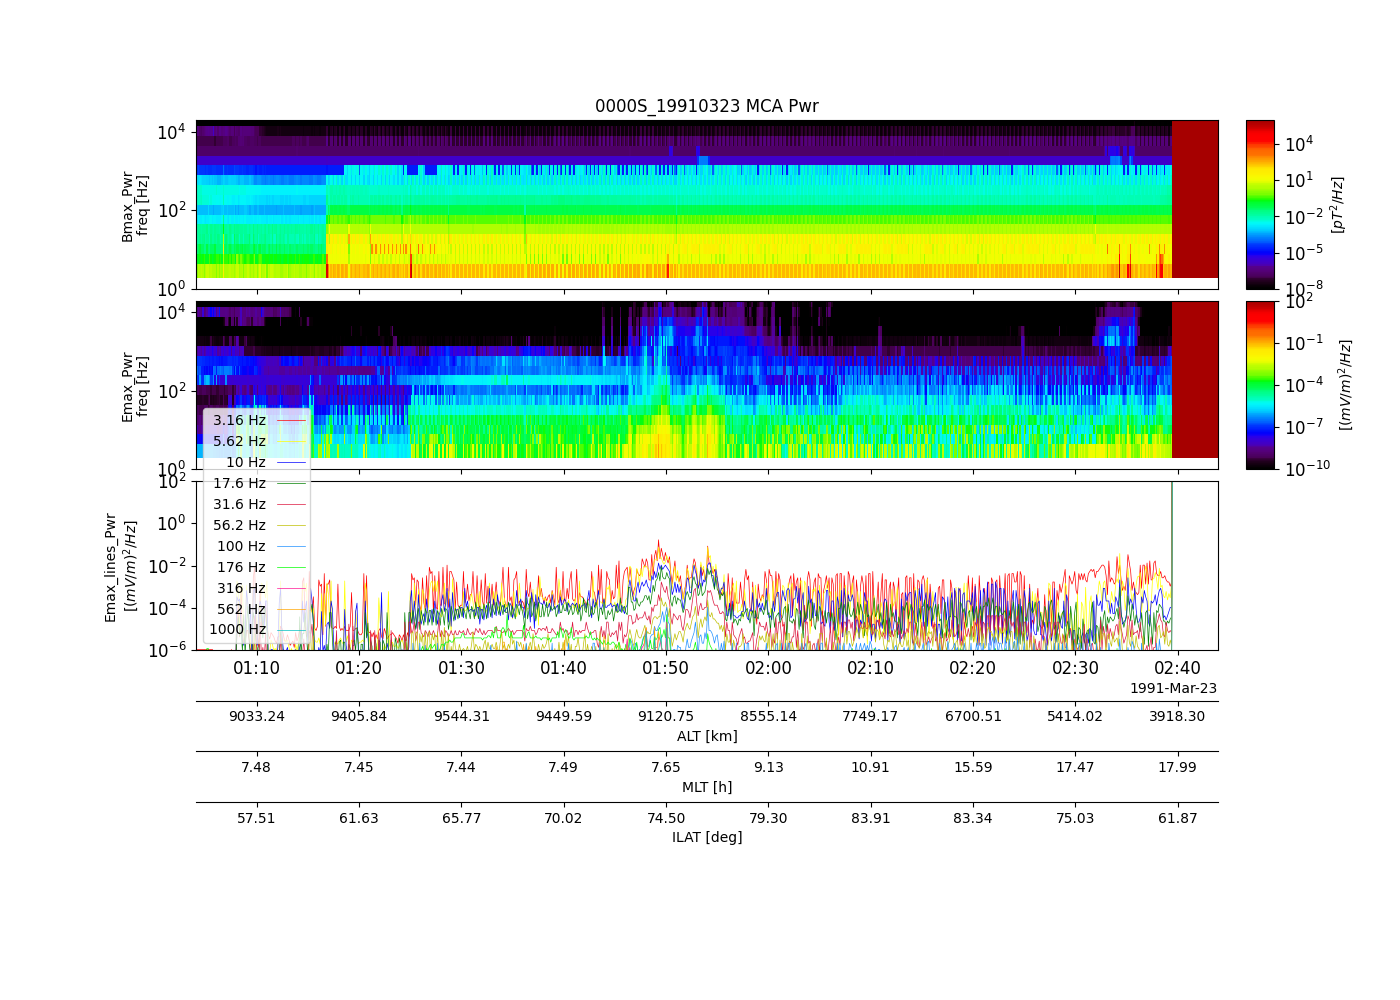 0000S_19910323 MCA Pwr
Bmax_Pwr
freq [Hz]
10^4
10^2
10^0
10^4
10^1
10^-2
10^-5
10^-8
[pT^2/Hz]
Emax_Pwr
freq [Hz]
10^4
10^2
10^0
10^2
10^-1
10^-4
10^-7
10^-10
[(mV/m)^2/Hz]
Emax_lines_Pwr
[(mV/m)^2/Hz]
10^2
10^0
10^-2
10^-4
10^-6
3.16 Hz
5.62 Hz
10 Hz
17.6 Hz
31.6 Hz
56.2 Hz
100 Hz
176 Hz
316 Hz
562 Hz
1000 Hz
01:10 01:20 01:30 01:40 01:50 02:00 02:10 02:20 02:30 02:40
1991-Mar-23
9033.24 9405.84 9544.31 9449.59 9120.75 8555.14 7749.17 6700.51 5414.02 3918.30
ALT [km]
7.48 7.45 7.44 7.49 7.65 9.13 10.91 15.59 17.47 17.99
MLT [h]
57.51 61.63 65.77 70.02 74.50 79.30 83.91 83.34 75.03 61.87
ILAT [deg]